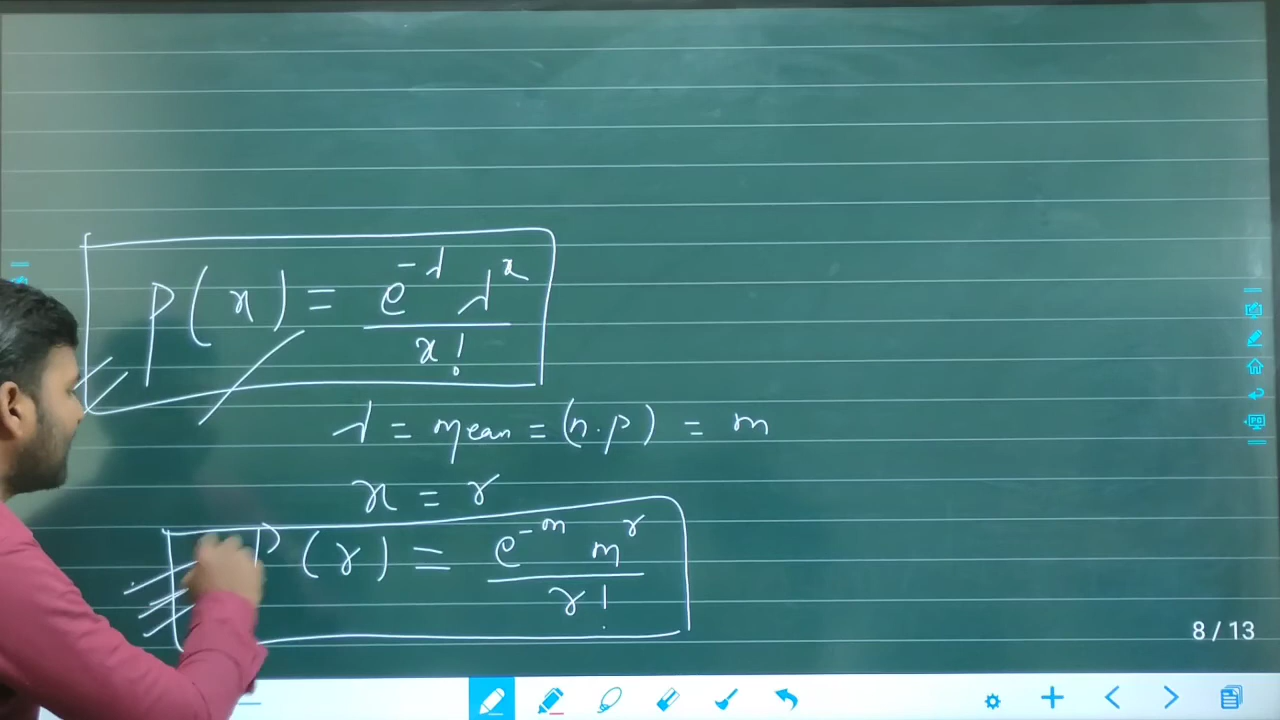 P(x) = e^{-λ} λ^x / x!
λ = mean = (n.p) = m
x = r
P(r) = e^{-m} m^r / r!
8 / 13